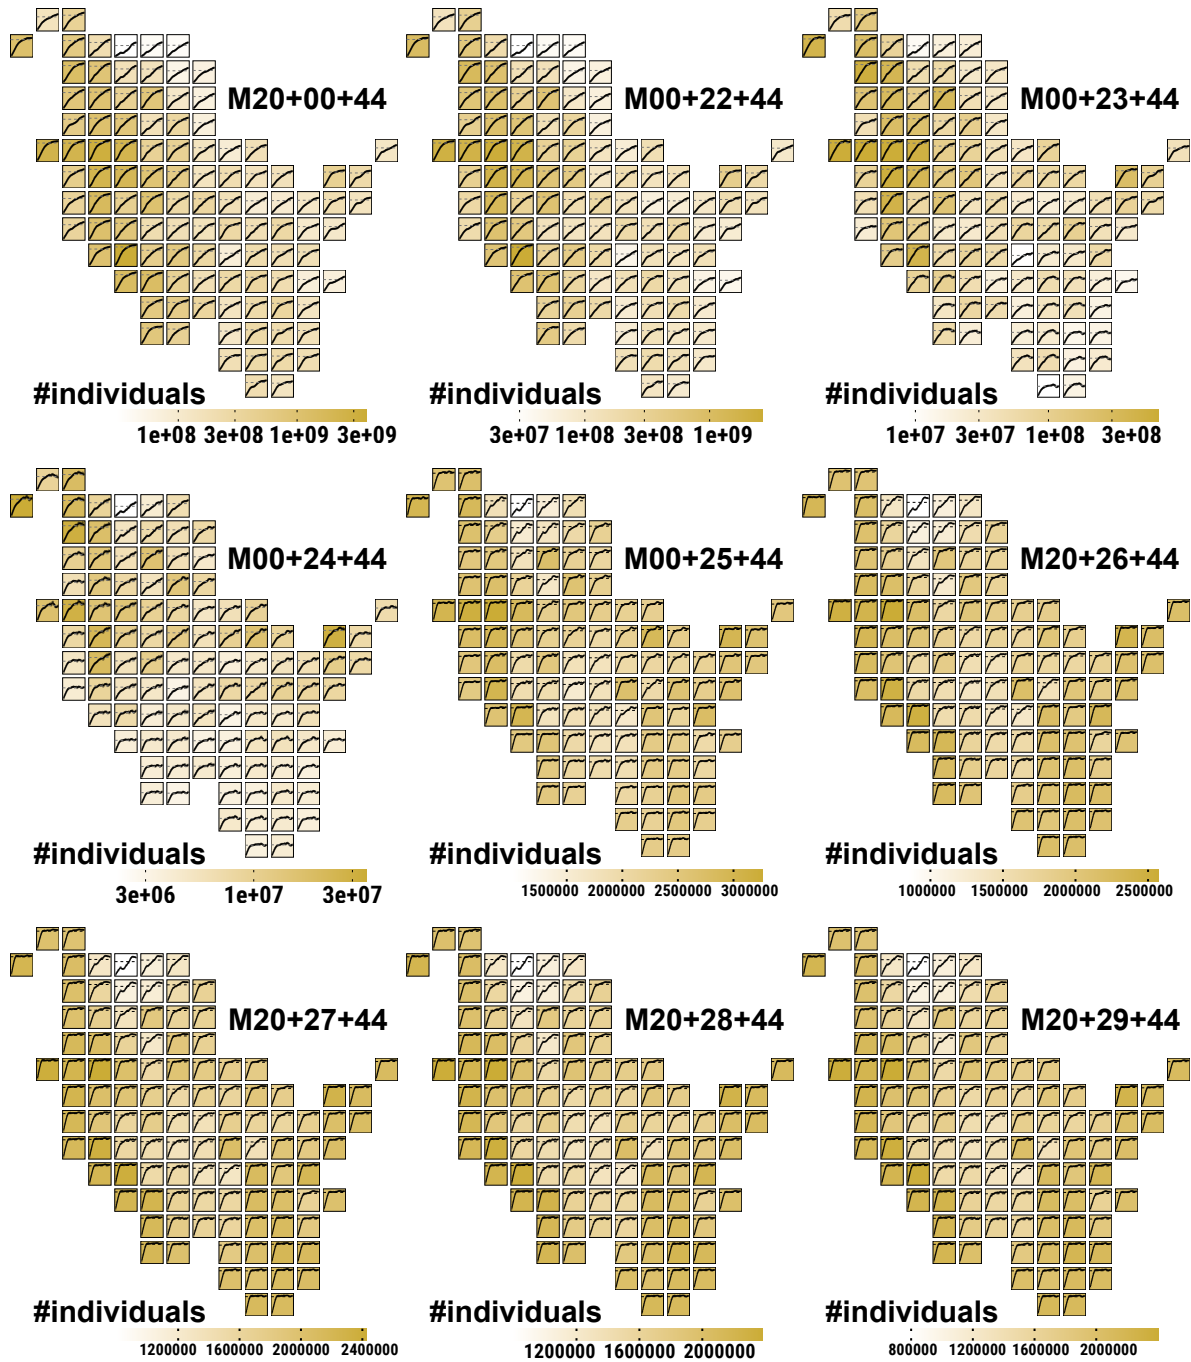 M20+00+44 M00+22+44 M00+23+44
#individuals #individuals #individuals
1e+08 3e+08 1e+09 3e+09 3e+07 1e+08 3e+08 1e+09 1e+07 3e+07 1e+08 3e+08
M00+24+44 M00+25+44 M20+26+44
#individuals #individuals #individuals
3e+06 1e+07 3e+07 1500000 2000000 2500000 3000000 1000000 1500000 2000000 2500000
M20+27+44 M20+28+44 M20+29+44
#individuals #individuals #individuals
1200000 1600000 2000000 2400000 1200000 1600000 2000000 800000 1200000 1600000 2000000